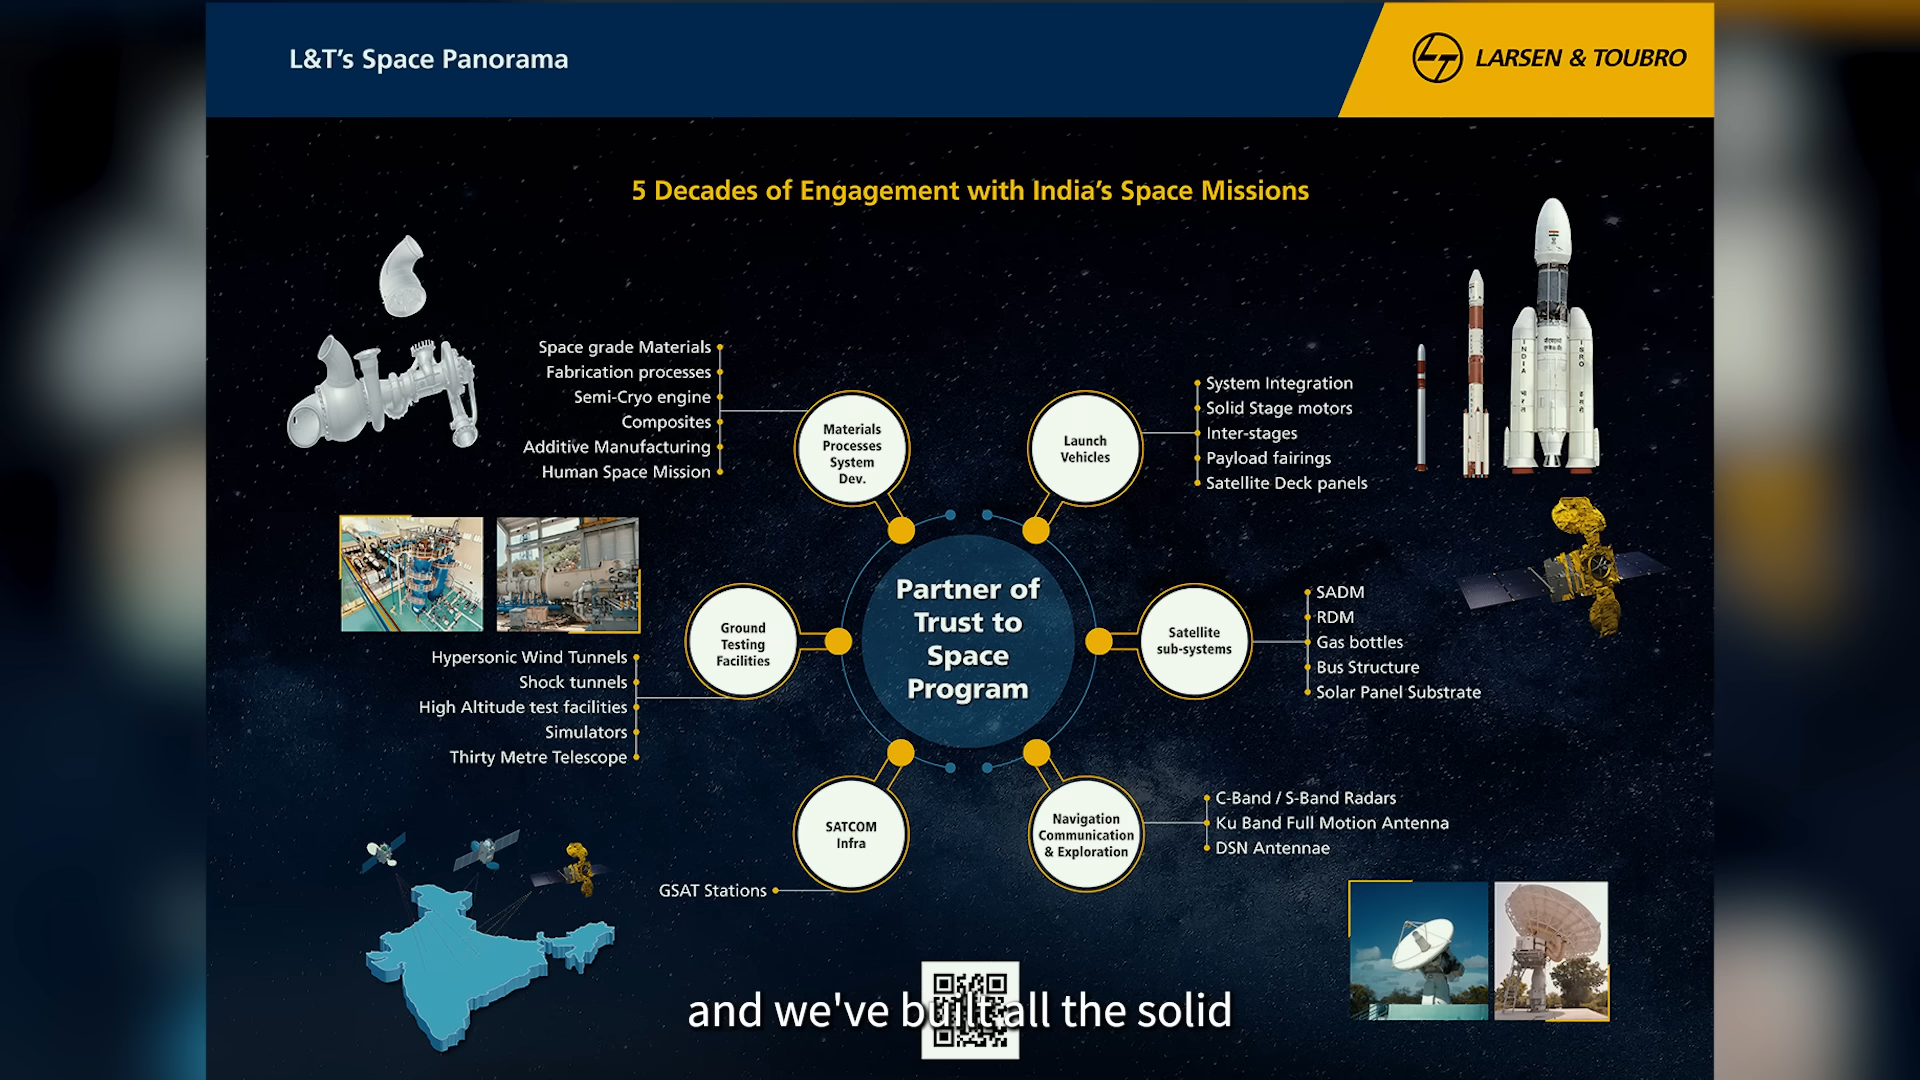 L&T's Space Panorama
LARSEN & TOUBRO
5 Decades of Engagement with India's Space Missions
Space grade Materials
Fabrication processes
Semi-Cryo engine
Composites
Additive Manufacturing
Human Space Mission
Materials
Processes
System
Dev.
Launch
Vehicles
System Integration
Solid Stage motors
Inter-stages
Payload fairings
Satellite Deck panels
INDIA
ISRO
Hypersonic Wind Tunnels
Shock tunnels
High Altitude test facilities
Simulators
Thirty Metre Telescope
Ground
Testing
Facilities
Partner of
Trust to
Space
Program
Satellite
sub-systems
SADM
RDM
Gas bottles
Bus Structure
Solar Panel Substrate
SATCOM
Infra
GSAT Stations
Navigation
Communication
& Exploration
C-Band / S-Band Radars
Ku Band Full Motion Antenna
DSN Antennae
and we've built all the solid